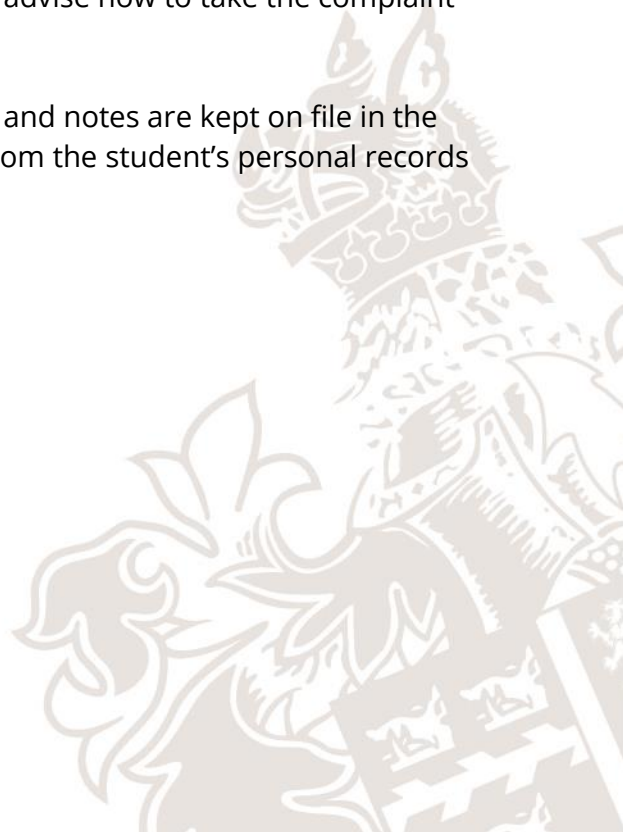 advise how to take the complaint
and notes are kept on file in the
om the student’s personal records